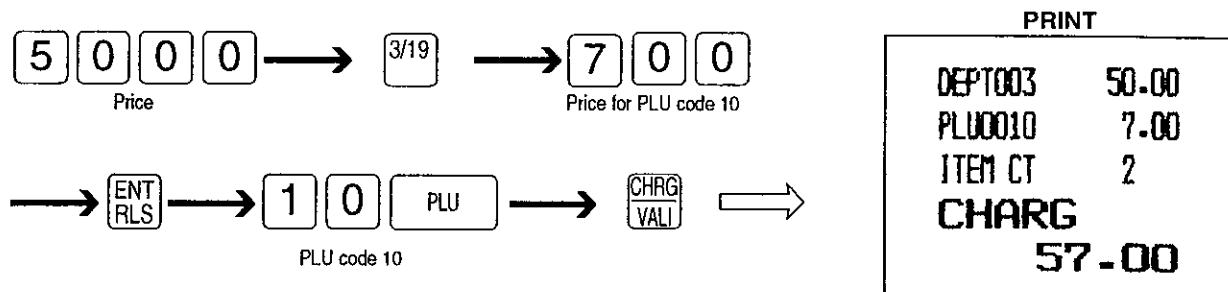 5 0 0 0 3/19 7 0 0
Price Price for PLU code 10
ENT RLS 1 0 PLU CHRG VALI
PLU code 10
PRINT
DEPT003 50.00
PLU0010 7.00
ITEM CT 2
CHARG
57.00